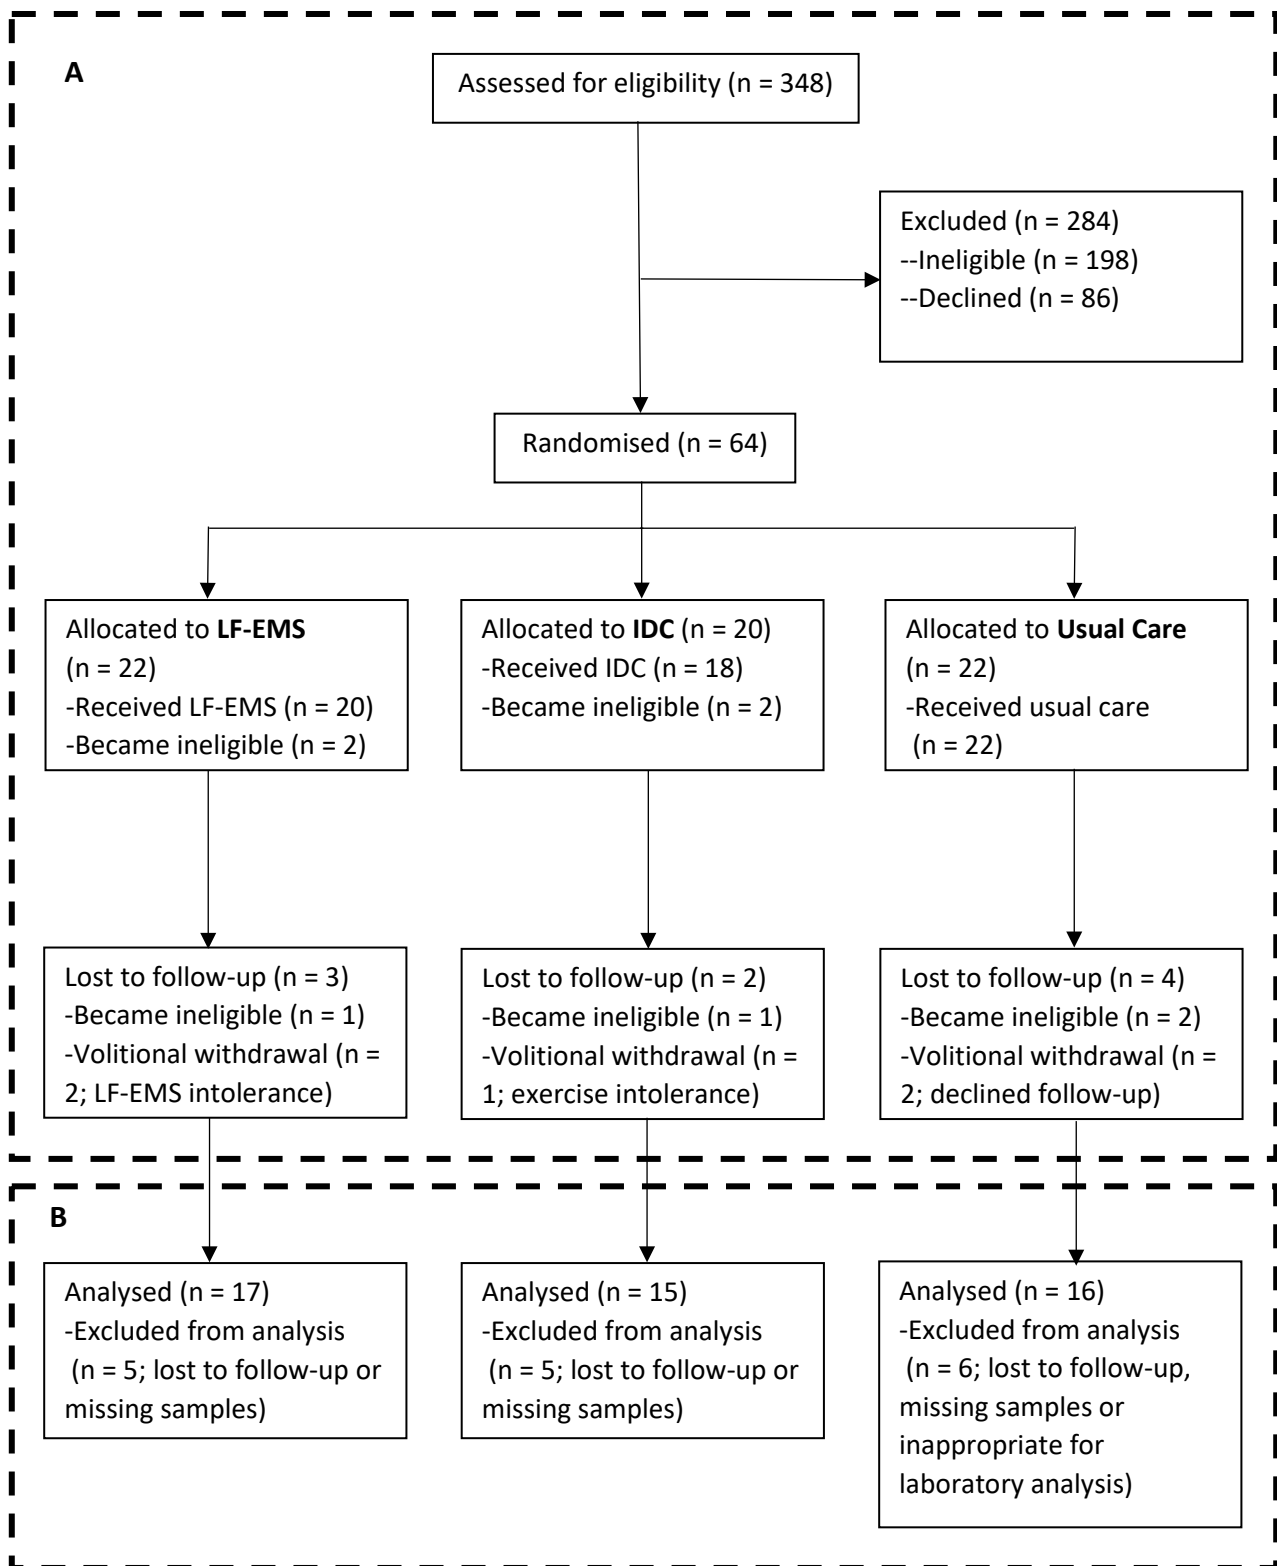 A
Assessed for eligibility (n = 348)
Excluded (n = 284)
--Ineligible (n = 198)
--Declined (n = 86)
Randomised (n = 64)
Allocated to LF-EMS
(n = 22)
-Received LF-EMS (n = 20)
-Became ineligible (n = 2)
Allocated to IDC (n = 20)
-Received IDC (n = 18)
-Became ineligible (n = 2)
Allocated to Usual Care
(n = 22)
-Received usual care
(n = 22)
Lost to follow-up (n = 3)
-Became ineligible (n = 1)
-Volitional withdrawal (n =
2; LF-EMS intolerance)
Lost to follow-up (n = 2)
-Became ineligible (n = 1)
-Volitional withdrawal (n =
1; exercise intolerance)
Lost to follow-up (n = 4)
-Became ineligible (n = 2)
-Volitional withdrawal (n =
2; declined follow-up)
B
Analysed (n = 17)
-Excluded from analysis
(n = 5; lost to follow-up or
missing samples)
Analysed (n = 15)
-Excluded from analysis
(n = 5; lost to follow-up or
missing samples)
Analysed (n = 16)
-Excluded from analysis
(n = 6; lost to follow-up,
missing samples or
inappropriate for
laboratory analysis)